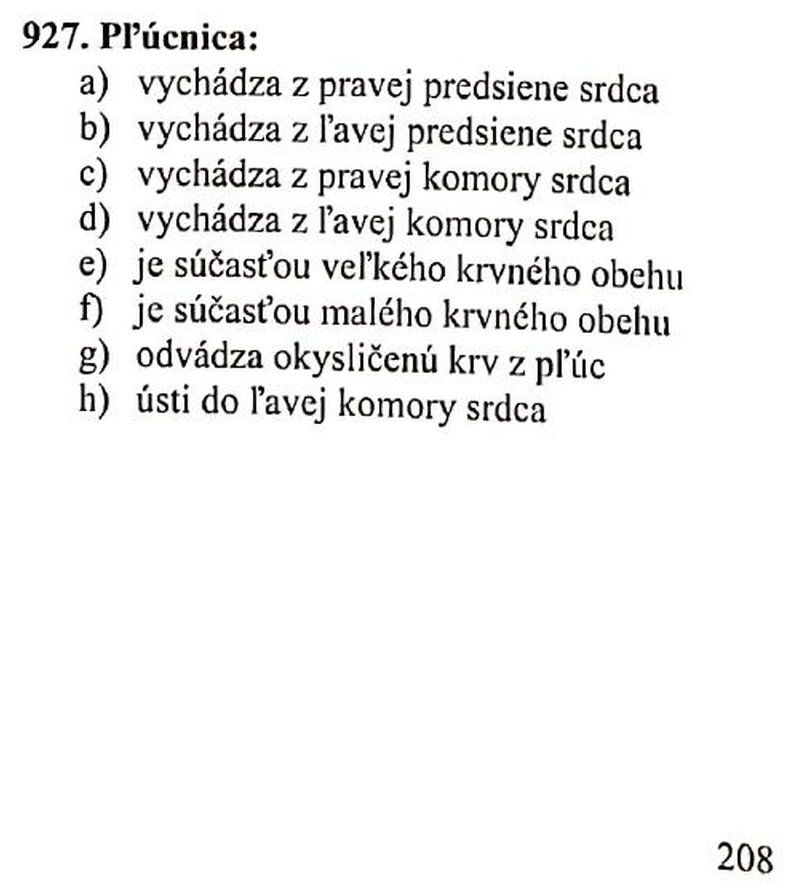 927. Pľúcnica:
a) vychádza z pravej predsiene srdca
b) vychádza z ľavej predsiene srdca
c) vychádza z pravej komory srdca
d) vychádza z ľavej komory srdca
e) je súčasťou veľkého krvného obehu
f) je súčasťou malého krvného obehu
g) odvádza okysličenú krv z pľúc
h) ústi do ľavej komory srdca
208